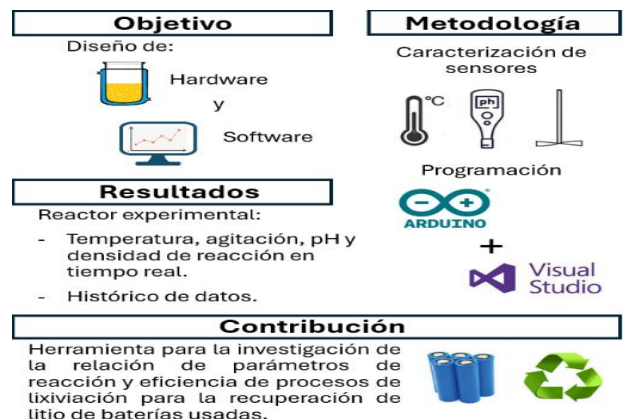 Objetivo
Diseño de:
Hardware
y
Software
Resultados
Reactor experimental:
- Temperatura, agitación, pH y
densidad de reacción en
tiempo real.
- Histórico de datos.
Metodología
Caracterización de
sensores
°C
ph
Programación
ARDUINO
+
Visual
Studio
Contribución
Herramienta para la investigación de
la relación de parámetros de
reacción y eficiencia de procesos de
lixiviación para la recuperación de
litio de baterías usadas.